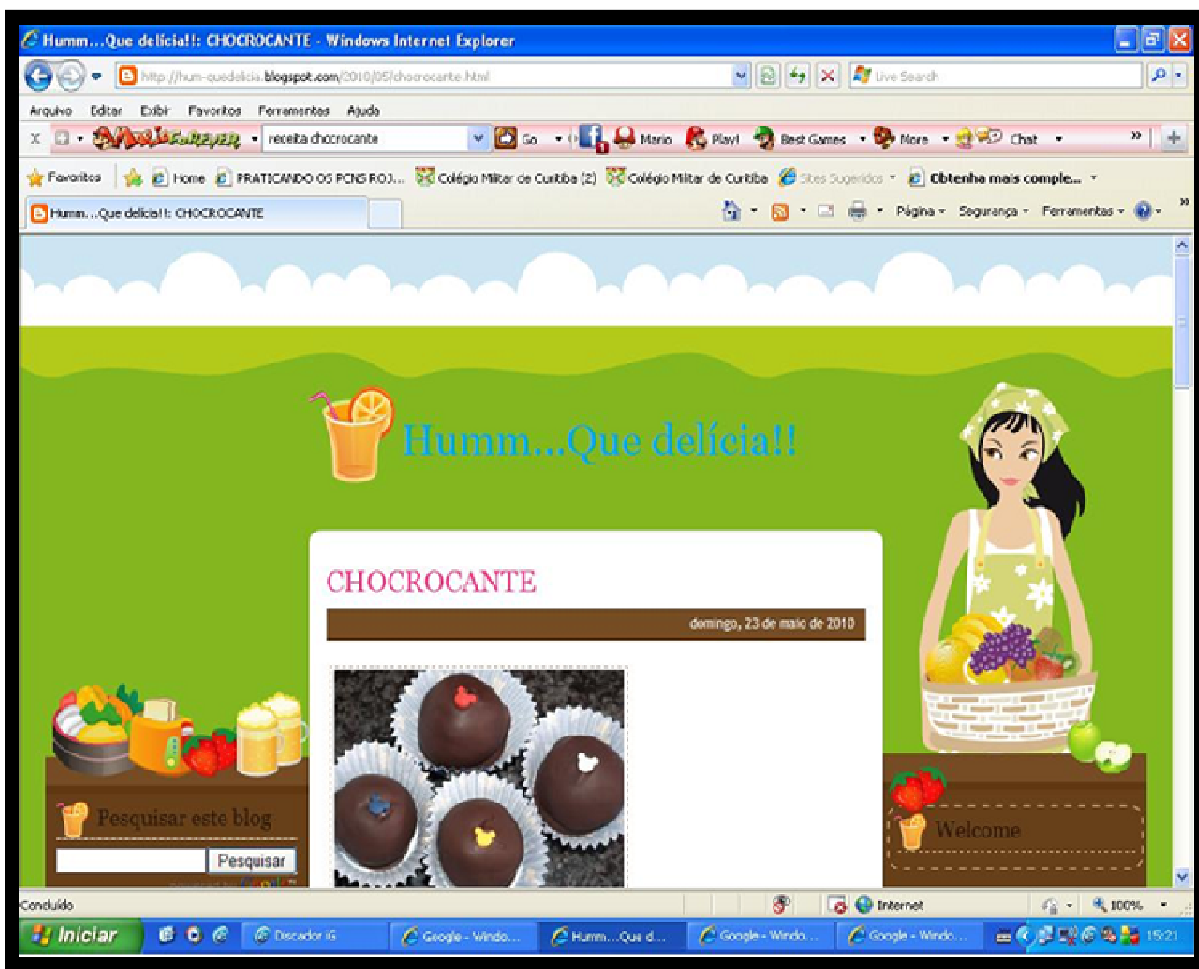 Humm...Que delícia!!: CHOCROCANTE - Windows Internet Explorer
http://hum-quedelicia.blogspot.com/2010/05/chocrocante.html
Live Search
Arquivo Editar Exibir Favoritos Ferramentas Ajuda
X receita chocrocante Go 1 Mario Play! Best Games More Chat »
Favoritos Home PRATICANDO OS PCNS ROJ... Colégio Militar de Curitiba (2) Colégio Militar de Curitiba Sites Sugeridos Obtenha mais comple...
Humm...Que delícia!!: CHOCROCANTE Página Segurança Ferramentas »
Humm...Que delícia!!
CHOCROCANTE
domingo, 23 de maio de 2010
Pesquisar este blog
Welcome
Pesquisar
Concluído Internet 100%
Iniciar Discador iG Google - Windo... Humm...Que d... Google - Windo... Google - Windo... 15:21